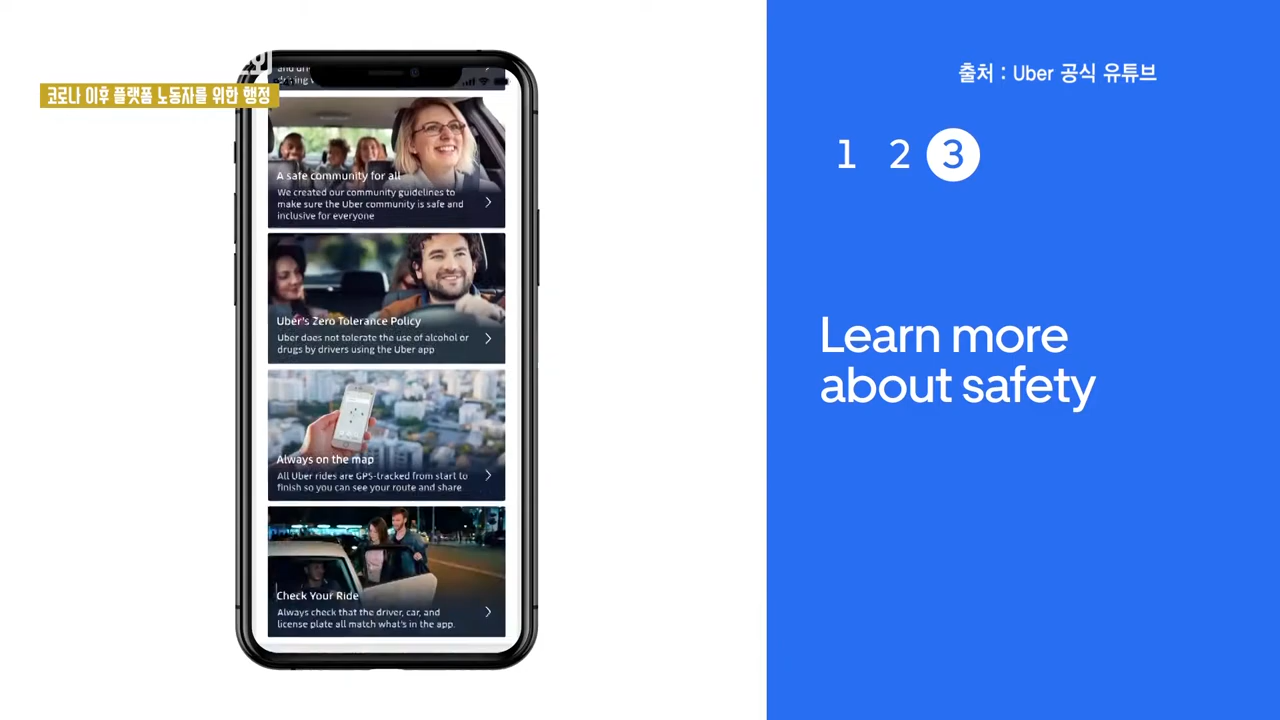 코로나 이후 플랫폼 노동자를 위한 행정
출처 : Uber 공식 유튜브
1 2 3
Learn more
about safety
A safe community for all
We created our community guidelines to
make sure the Uber community is safe and
inclusive for everyone
Uber's Zero Tolerance Policy
Uber does not tolerate the use of alcohol or
drugs by drivers using the Uber app
Always on the map
All Uber rides are GPS-tracked from start to
finish so you can see your route and share
Check Your Ride
Always check that the driver, car, and
license plate all match what's in the app.